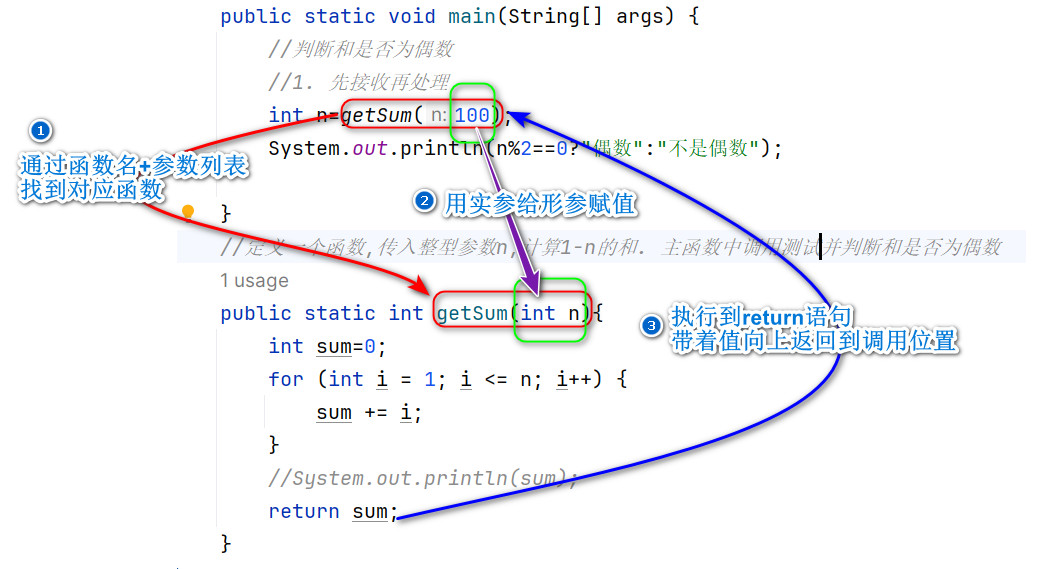 public static void main(String[] args) {
//判断和是否为偶数
//1. 先接收再处理
int n=getSum( n: 100);
System.out.println(n%2==0?"偶数":"不是偶数");
}
1
通过函数名+参数列表
找到对应函数
2 用实参给形参赋值
//定义一个函数,传入整型参数n,计算1-n的和. 主函数中调用测试并判断和是否为偶数
1 usage
public static int getSum(int n){
int sum=0;
for (int i = 1; i <= n; i++) {
sum += i;
}
//System.out.println(sum);
return sum;
}
3 执行到return语句
带着值向上返回到调用位置